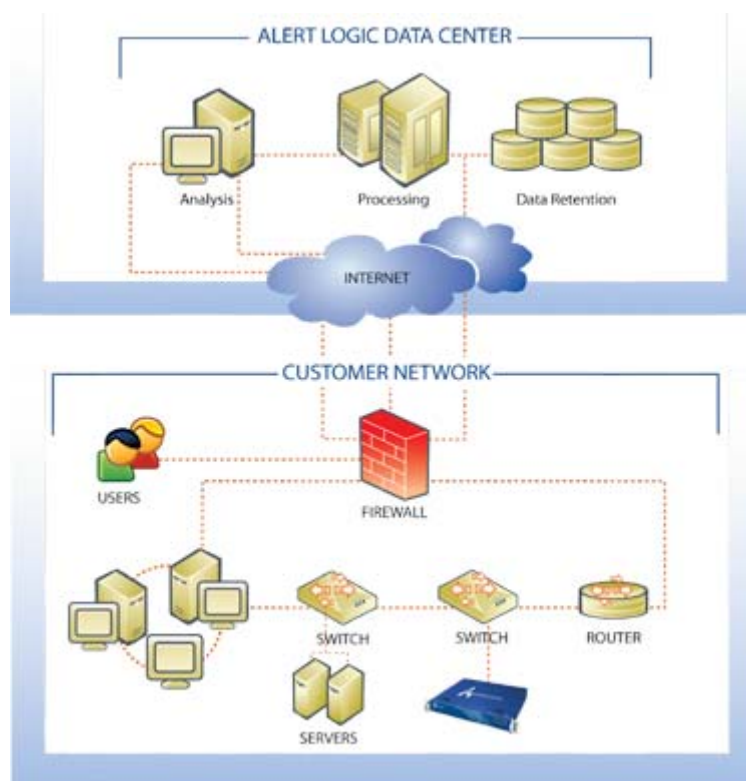 ALERT LOGIC DATA CENTER
Analysis
Processing
Data Retention
INTERNET
CUSTOMER NETWORK
USERS
FIREWALL
SWITCH
SWITCH
ROUTER
SERVERS